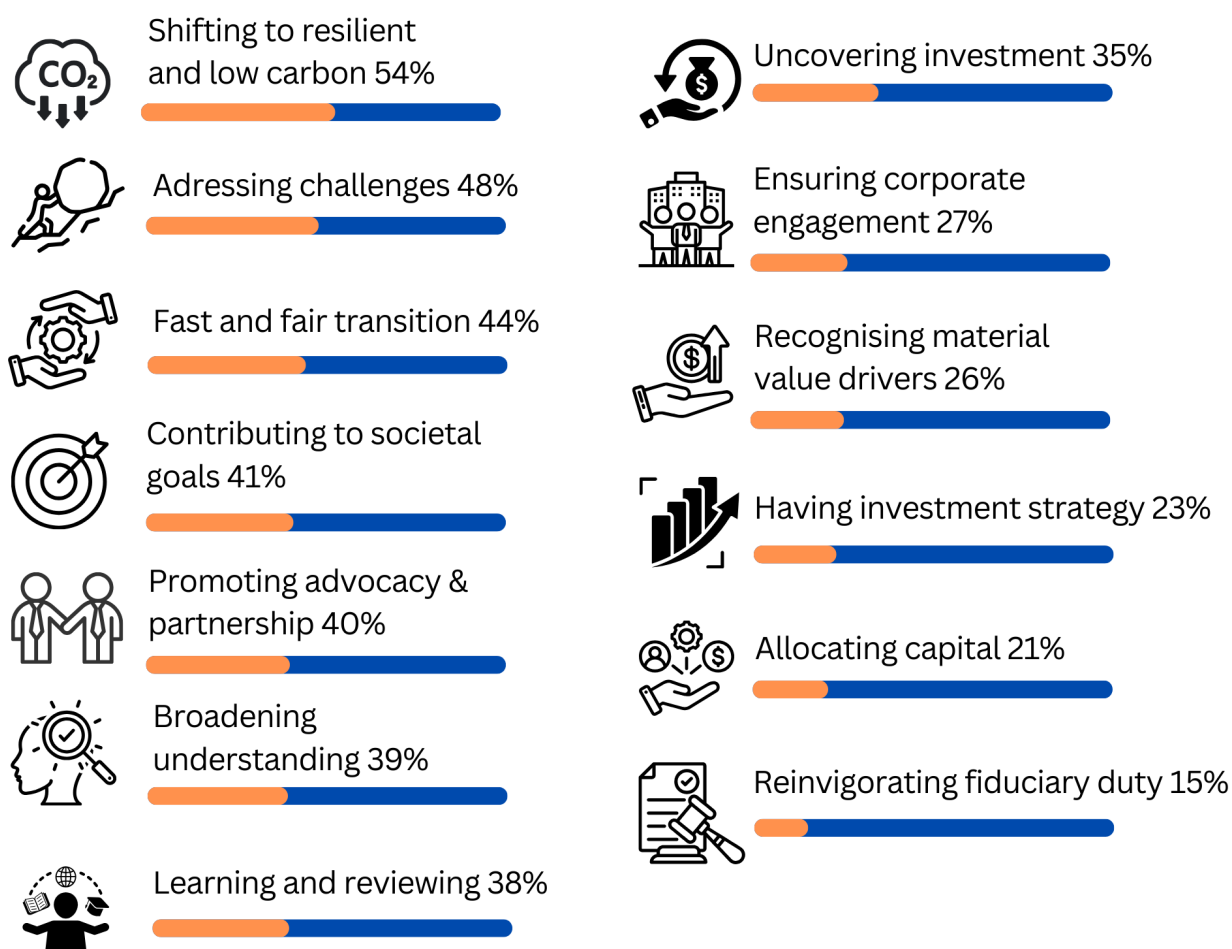 CO₂
Shifting to resilient
and low carbon 54%
Adressing challenges 48%
Fast and fair transition 44%
Contributing to societal
goals 41%
Promoting advocacy &
partnership 40%
Broadening
understanding 39%
Learning and reviewing 38%
$
Uncovering investment 35%
Ensuring corporate
engagement 27%
$
Recognising material
value drivers 26%
Having investment strategy 23%
$
Allocating capital 21%
Reinvigorating fiduciary duty 15%